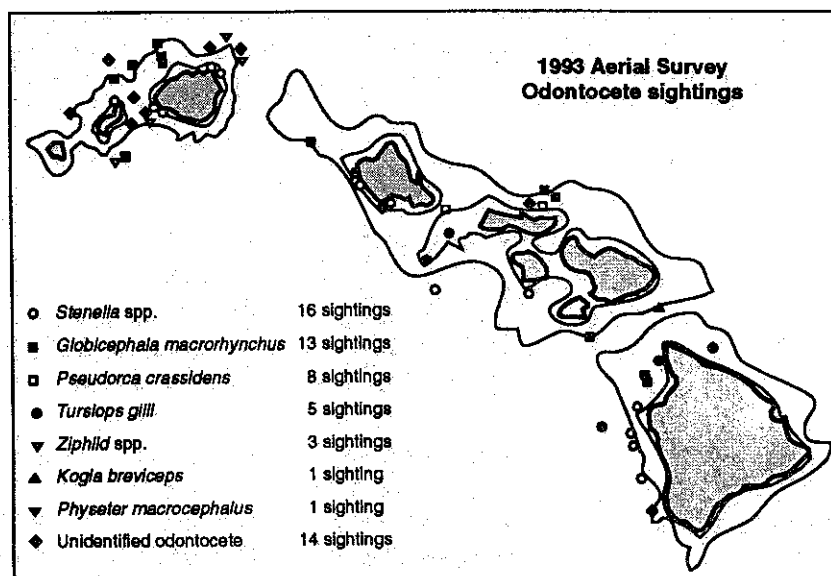 1993 Aerial Survey
Odontocete sightings
Stenella spp. 16 sightings
Globicephala macrorhynchus 13 sightings
Pseudorca crassidens 8 sightings
Tursiops gilli 5 sightings
Ziphiid spp. 3 sightings
Kogia breviceps 1 sighting
Physeter macrocephalus 1 sighting
Unidentified odontocete 14 sightings